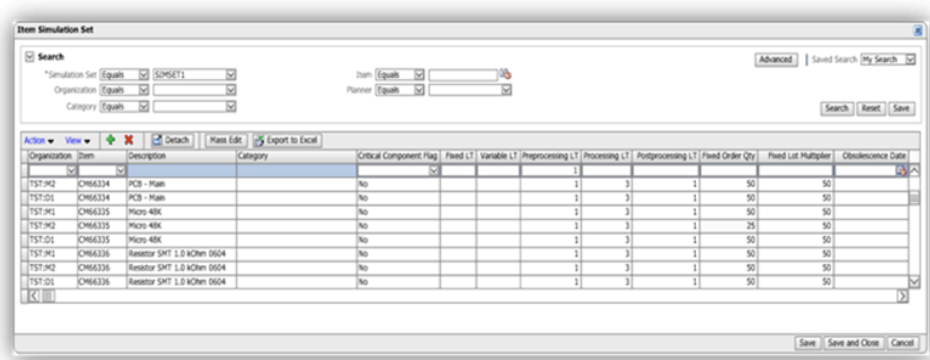 Item Simulation Set
Search
Advanced Saved Search My Search
*Simulation Set Equals SIMSET1 Item Equals
Organization Equals Planner Equals
Category Equals
Search Reset Save
Action View Detach Mass Edit Export to Excel
Organization Item Description Category Critical Component Flag Fixed LT Variable LT Preprocessing LT Processing LT Postprocessing LT Fixed Order Qty Fixed Lot Multiplier Obsolescence Date
1
TST:M2 CM66334 PCB - Main No 1 3 1 50 50
TST:D1 CM66334 PCB - Main No 1 3 1 50 50
TST:M1 CM66335 Micro 48K No 1 3 1 50 50
TST:M2 CM66335 Micro 48K No 1 3 1 25 50
TST:D1 CM66335 Micro 48K No 1 3 1 50 50
TST:M1 CM66336 Resistor SMT 1.0 kOhm 0604 No 1 3 1 50 50
TST:M2 CM66336 Resistor SMT 1.0 kOhm 0604 No 1 3 1 50 50
TST:D1 CM66336 Resistor SMT 1.0 kOhm 0604 No 1 3 1 50 50
Save Save and Close Cancel